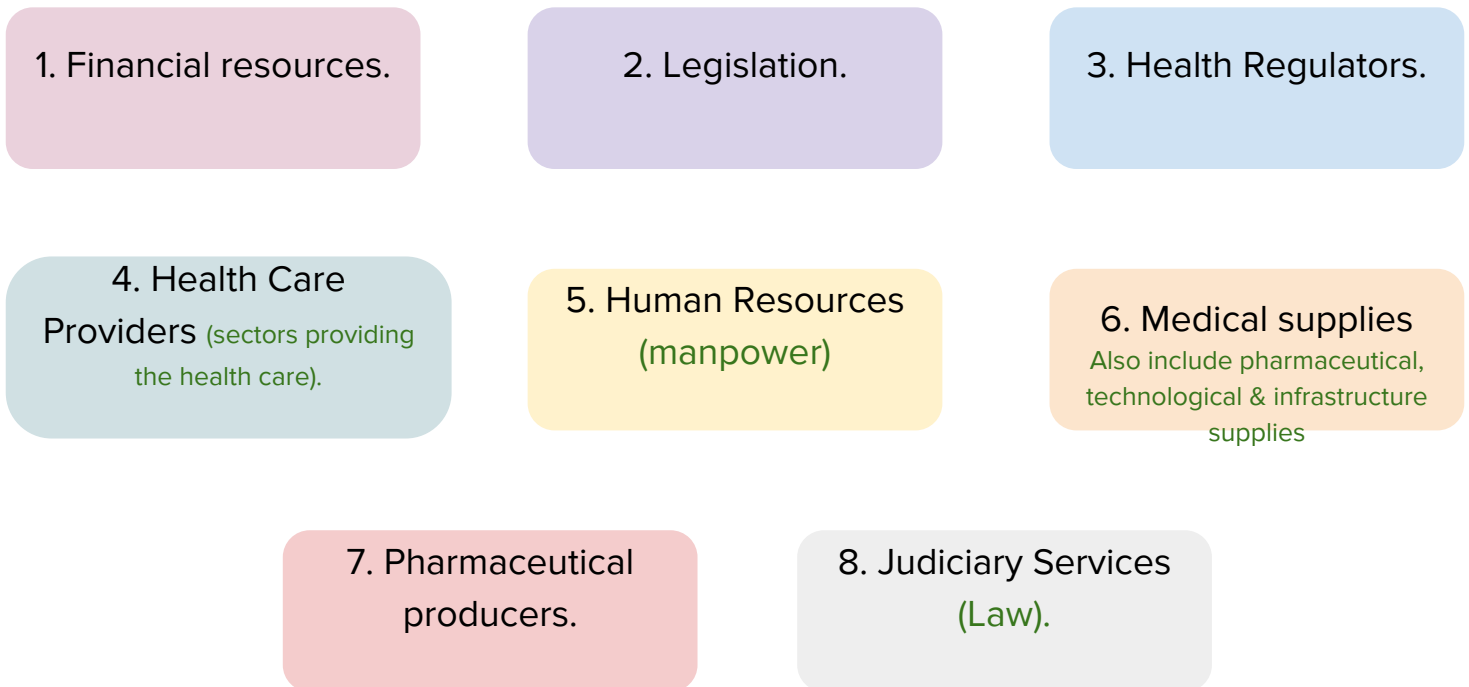 1. Financial resources.
2. Legislation.
3. Health Regulators.
4. Health Care
Providers (sectors providing
the health care).
5. Human Resources
(manpower)
6. Medical supplies
Also include pharmaceutical,
technological & infrastructure
supplies
7. Pharmaceutical
producers.
8. Judiciary Services
(Law).